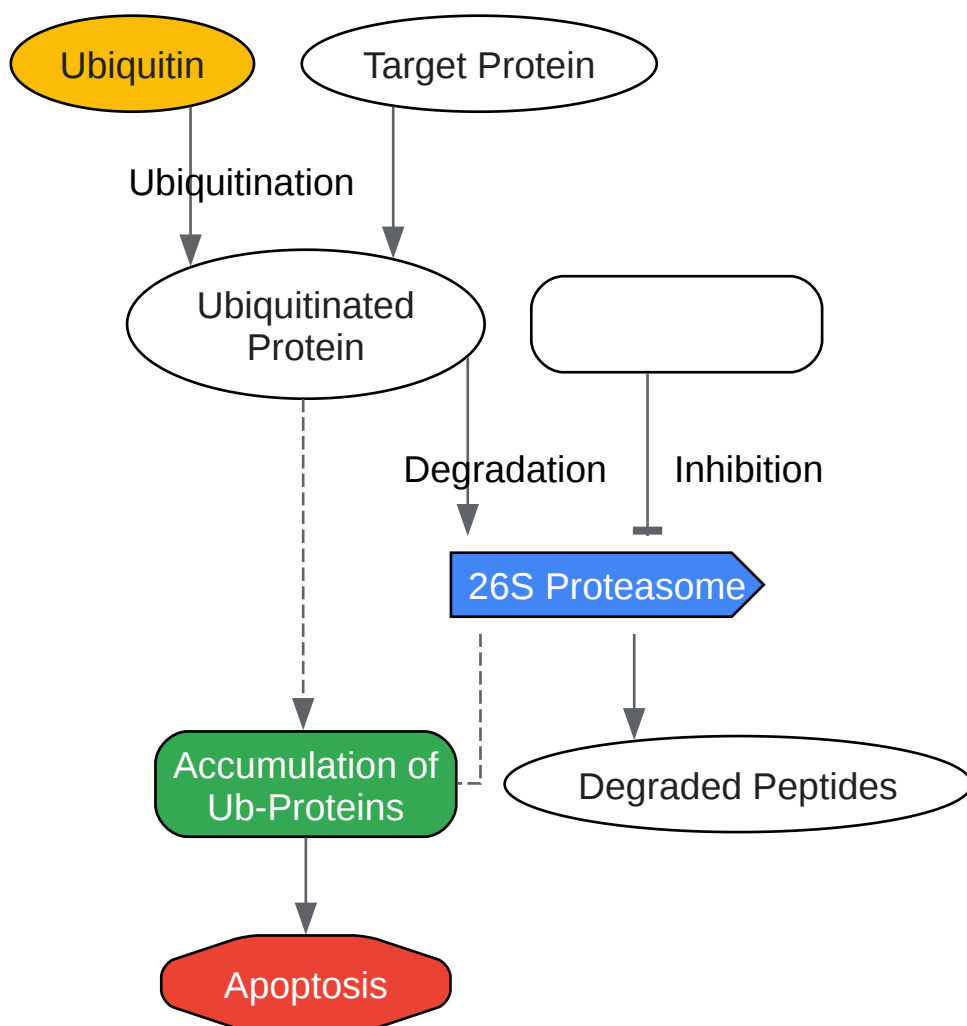 Ubiquitin
Target Protein
Ubiquitination
Ubiquitinated
Protein
Degradation
Inhibition
26S Proteasome
Accumulation of
Ub-Proteins
Degraded Peptides
Apoptosis